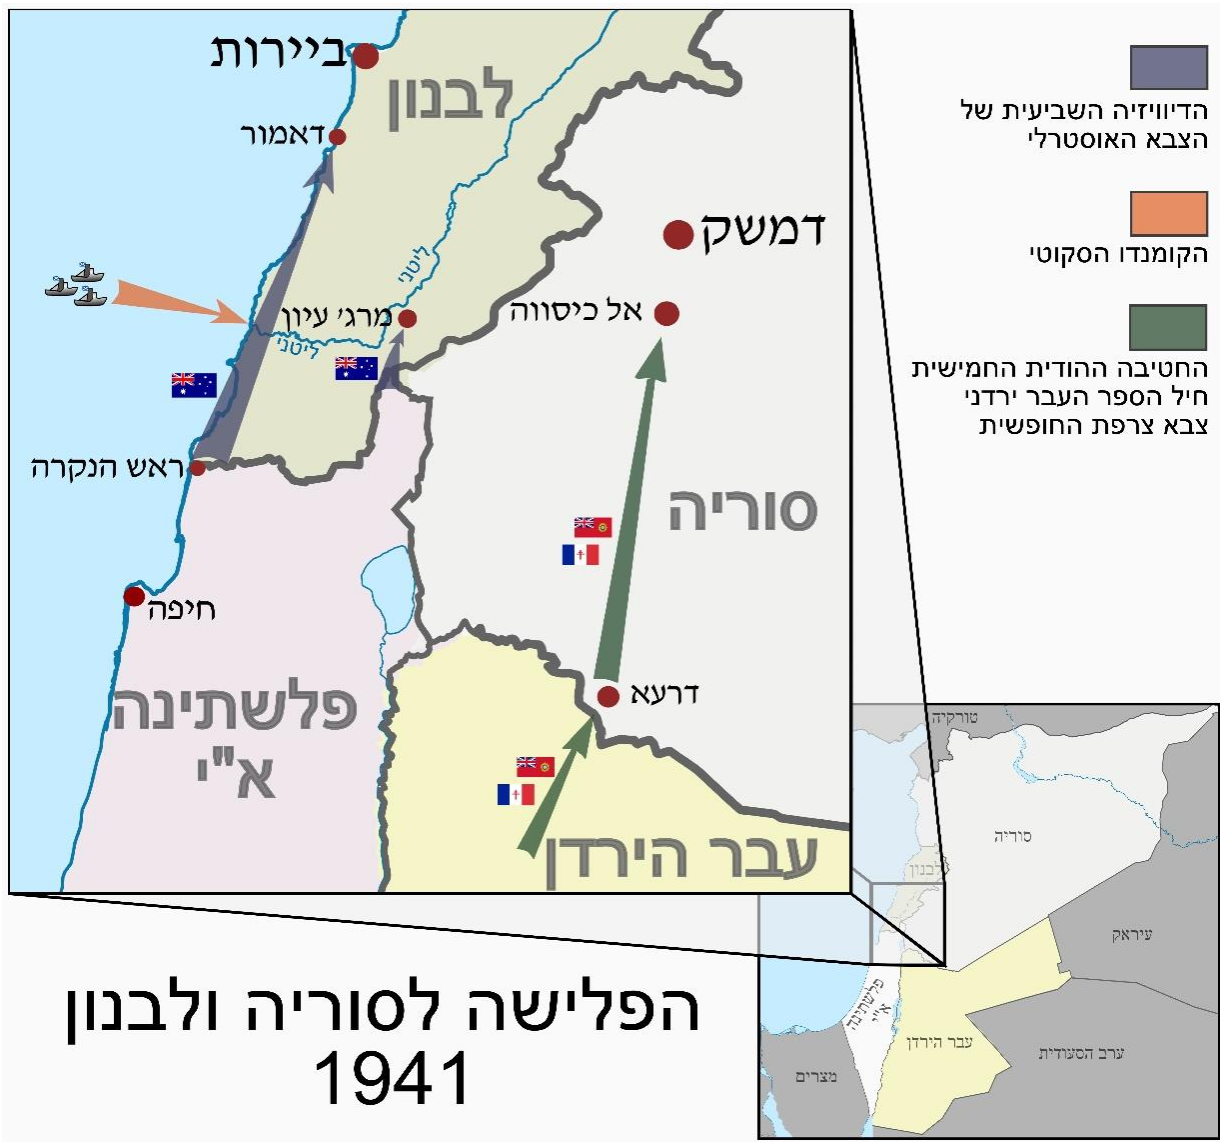 ביירות
לבנון
דאמור
דמשק
ליטני
אל כיסווה
מרג' עיון
ליטני
ראש הנקרה
סוריה
חיפה
פלשתינה
א"י
דרעא
עבר הירדן
הדיוויזיה השביעית של
הצבא האוסטרלי
הקומנדו הסקוטי
החטיבה ההודית החמישית
חיל הספר העבר ירדני
צבא צרפת החופשית
טורקיה
סוריה
לבנון
עיראק
פלשתינה
א"י
עבר הירדן
ערב הסעודית
מצרים
הפלישה לסוריה ולבנון
1941